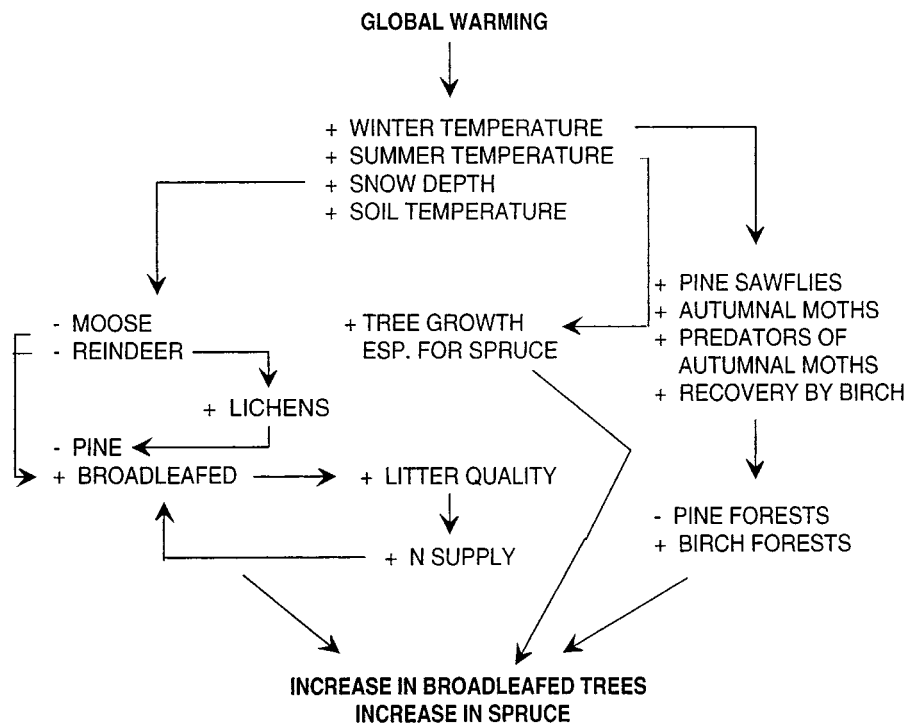 GLOBAL WARMING
+ WINTER TEMPERATURE
+ SUMMER TEMPERATURE
+ SNOW DEPTH
+ SOIL TEMPERATURE
- MOOSE
- REINDEER
+ LICHENS
- PINE
+ BROADLEAFED
+ LITTER QUALITY
+ N SUPPLY
+ TREE GROWTH
ESP. FOR SPRUCE
+ PINE SAWFLIES
+ AUTUMNAL MOTHS
+ PREDATORS OF
AUTUMNAL MOTHS
+ RECOVERY BY BIRCH
- PINE FORESTS
+ BIRCH FORESTS
INCREASE IN BROADLEAFED TREES
INCREASE IN SPRUCE